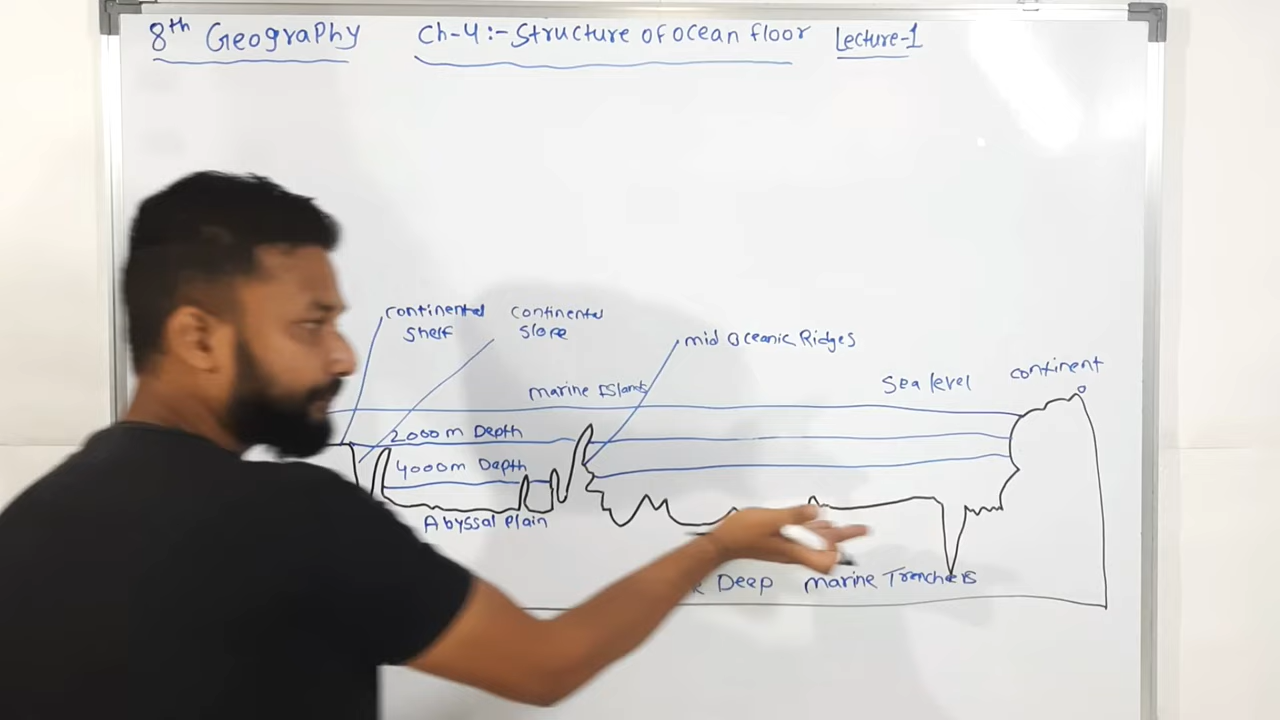 8th Geography Ch-4:-Structure of ocean floor Lecture-1
continental shelf
continental slope
mid Oceanic Ridges
marine Islands
Sea level
continent
2000m Depth
4000m Depth
Abyssal Plain
Deep
marine Trenches